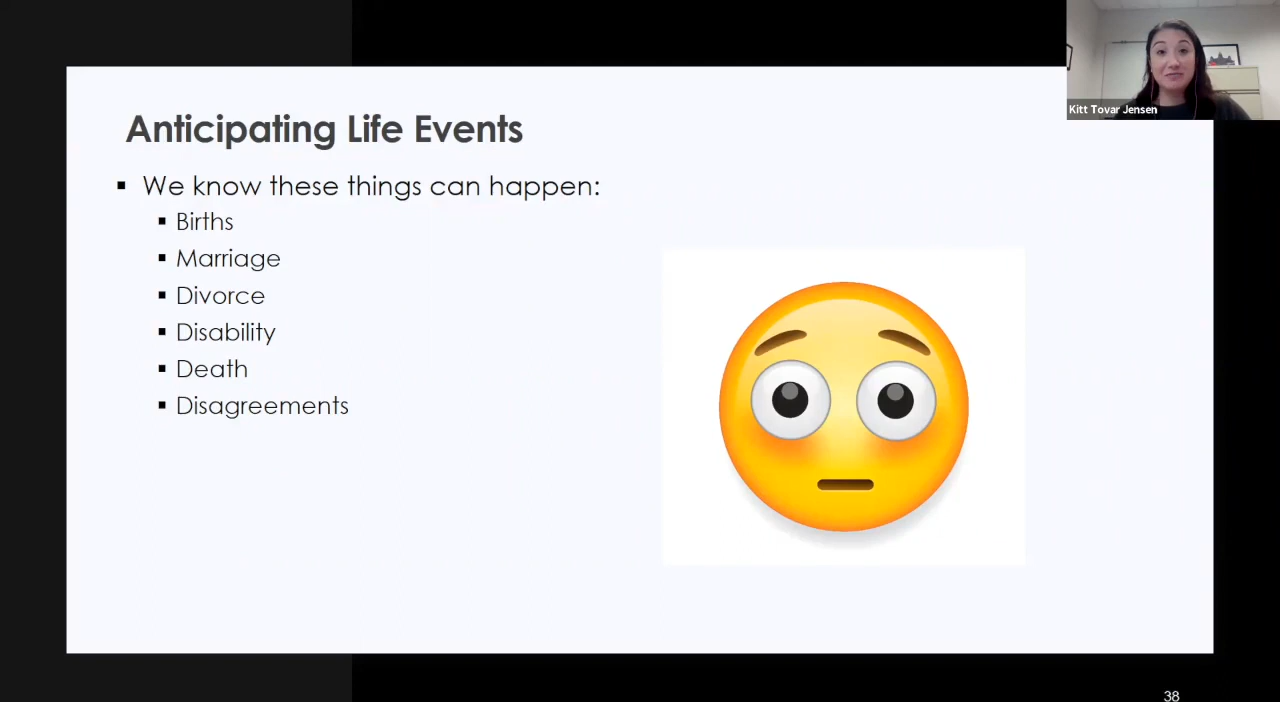 Anticipating Life Events
▪ We know these things can happen:
▪ Births
▪ Marriage
▪ Divorce
▪ Disability
▪ Death
▪ Disagreements
Kitt Tovar Jensen
38